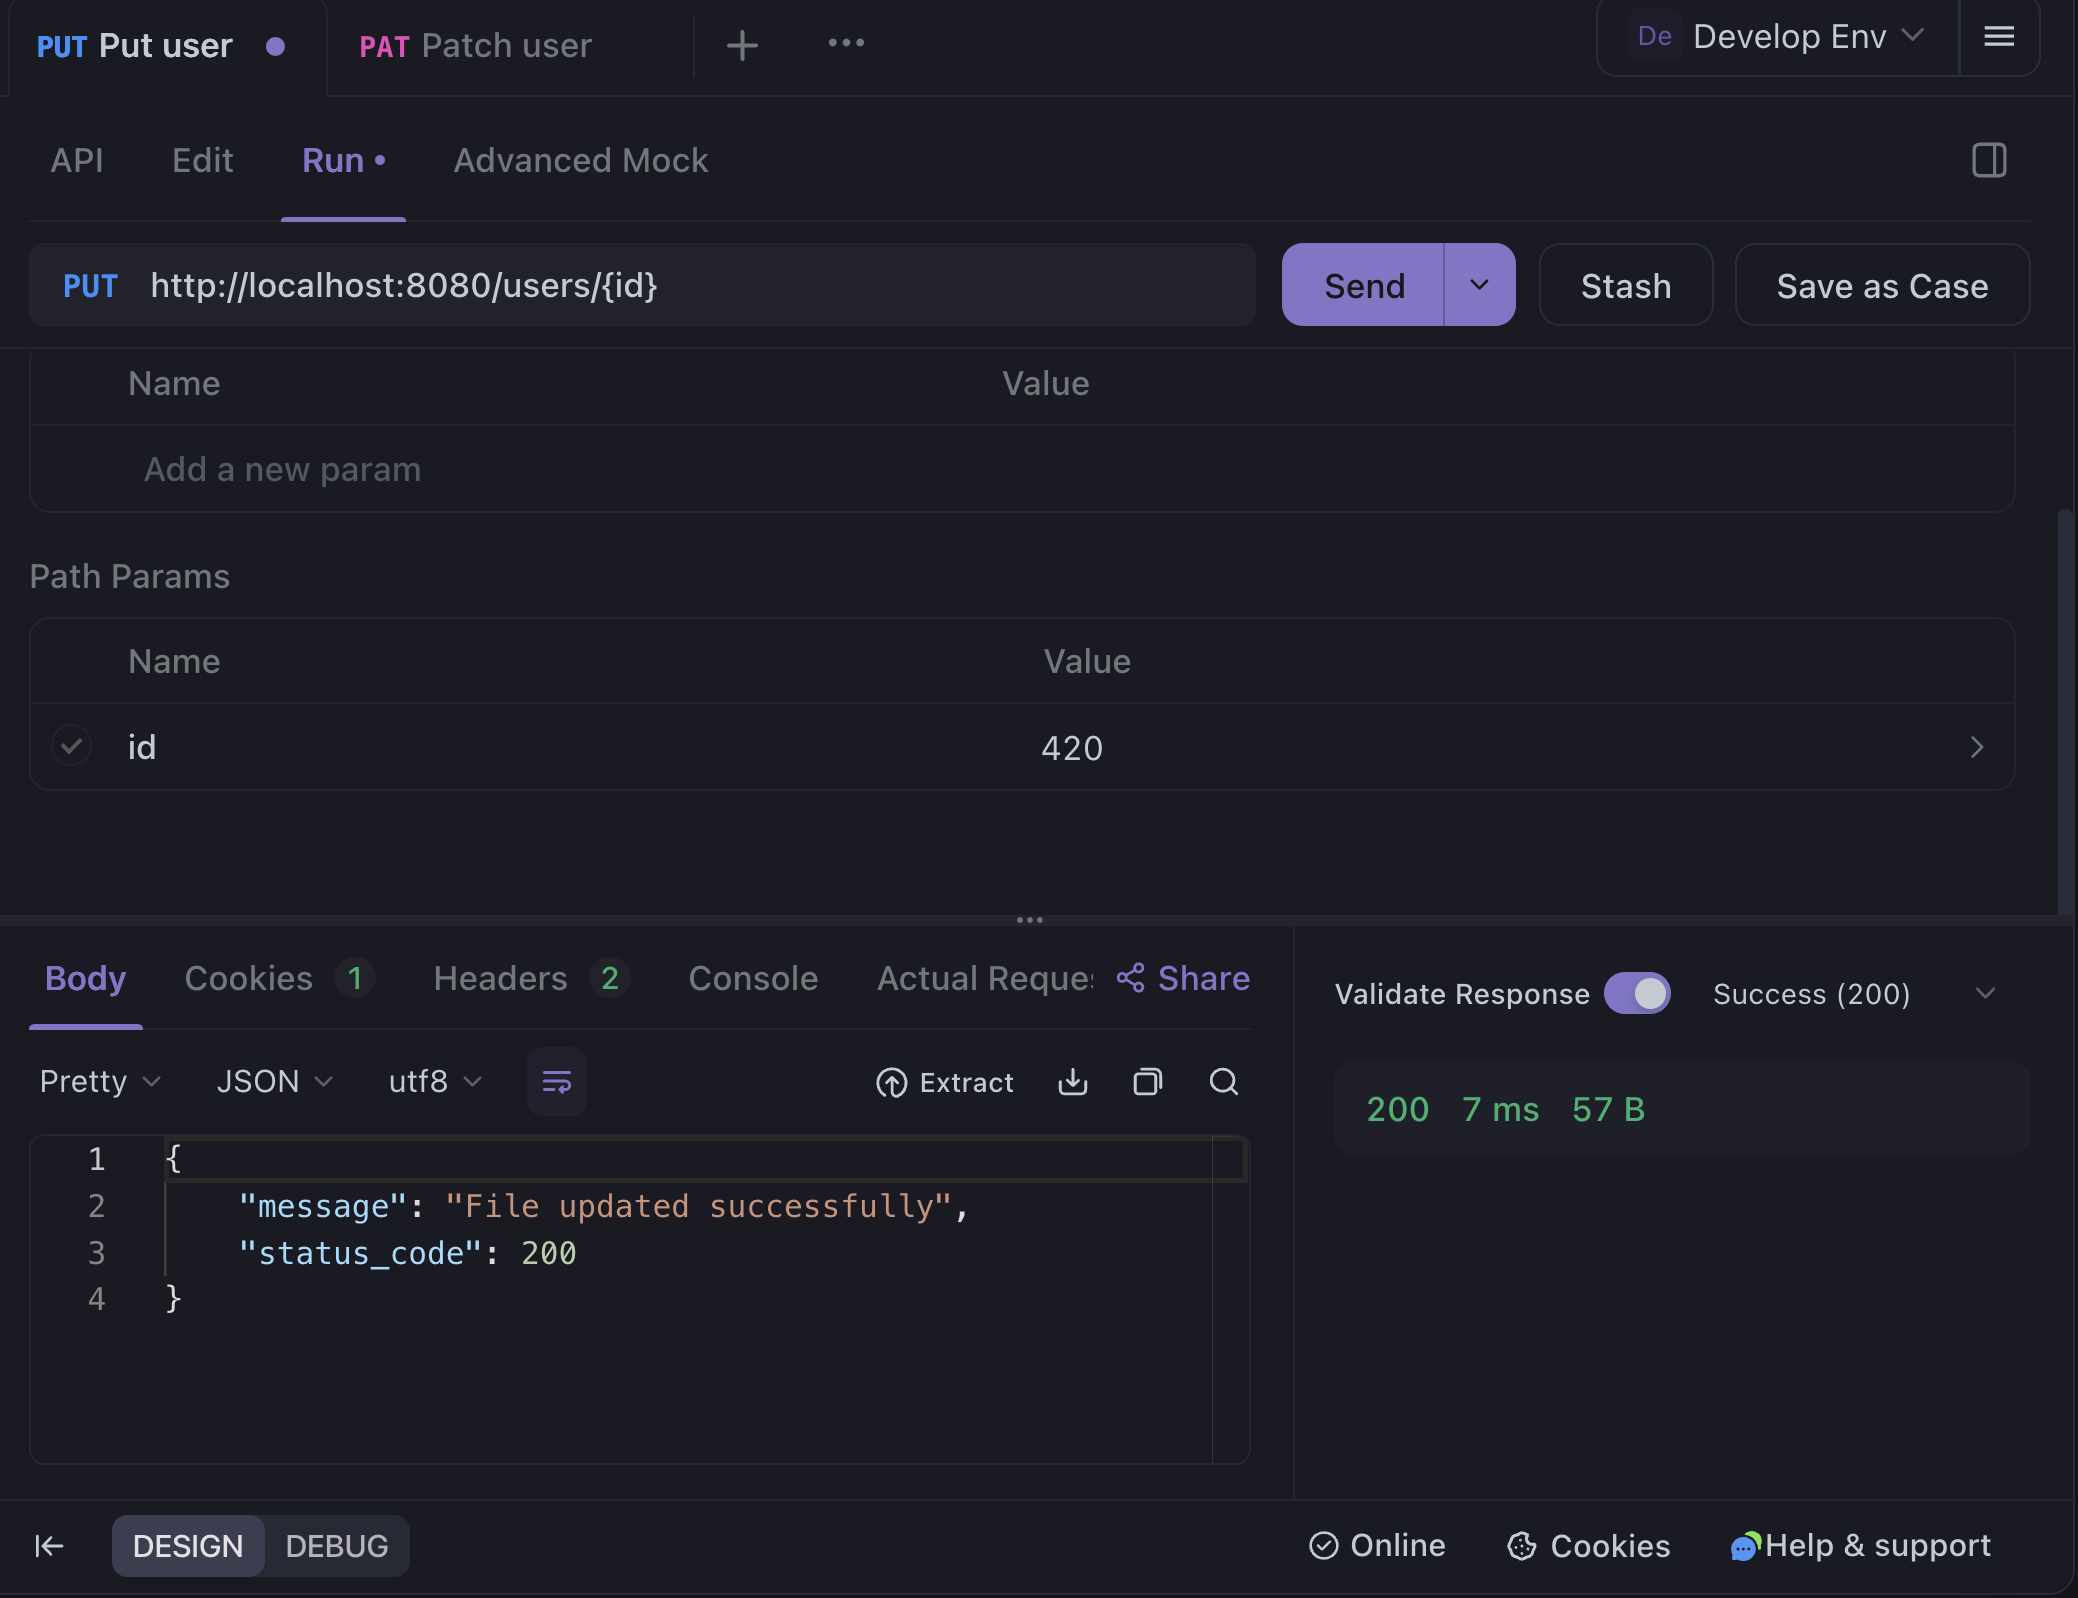 PUT Put user PAT Patch user De Develop Env
API Edit Run Advanced Mock
PUT http://localhost:8080/users/{id} Send Stash Save as Case
Name Value
Add a new param
Path Params
Name Value
id 420
Body Cookies 1 Headers 2 Console Actual Reques Share
Validate Response Success (200)
Pretty JSON utf8 Extract
200 7 ms 57 B
1 {
2 "message": "File updated successfully",
3 "status_code": 200
4 }
DESIGN DEBUG Online Cookies Help & support